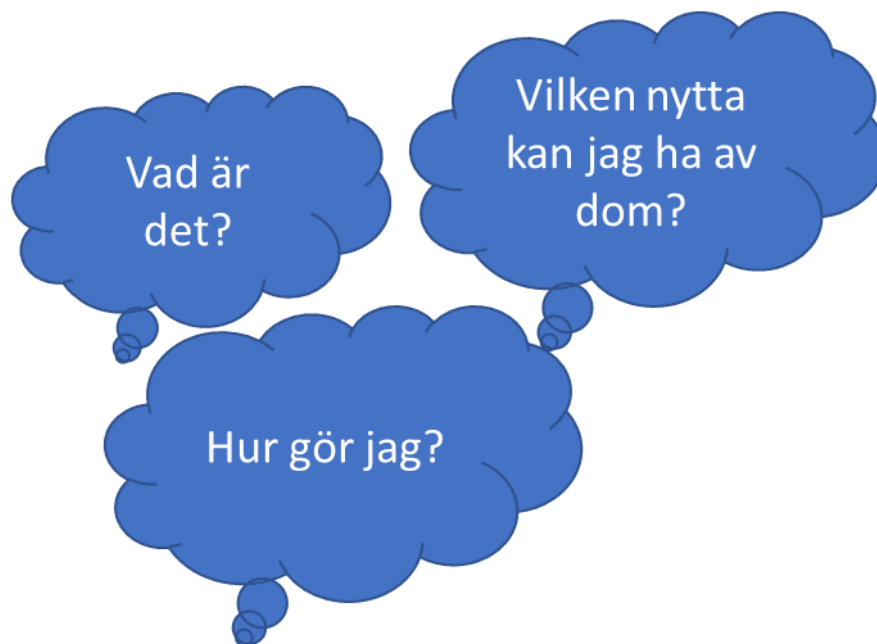 Vad är
det?
Vilken nytta
kan jag ha av
dom?
Hur gör jag?